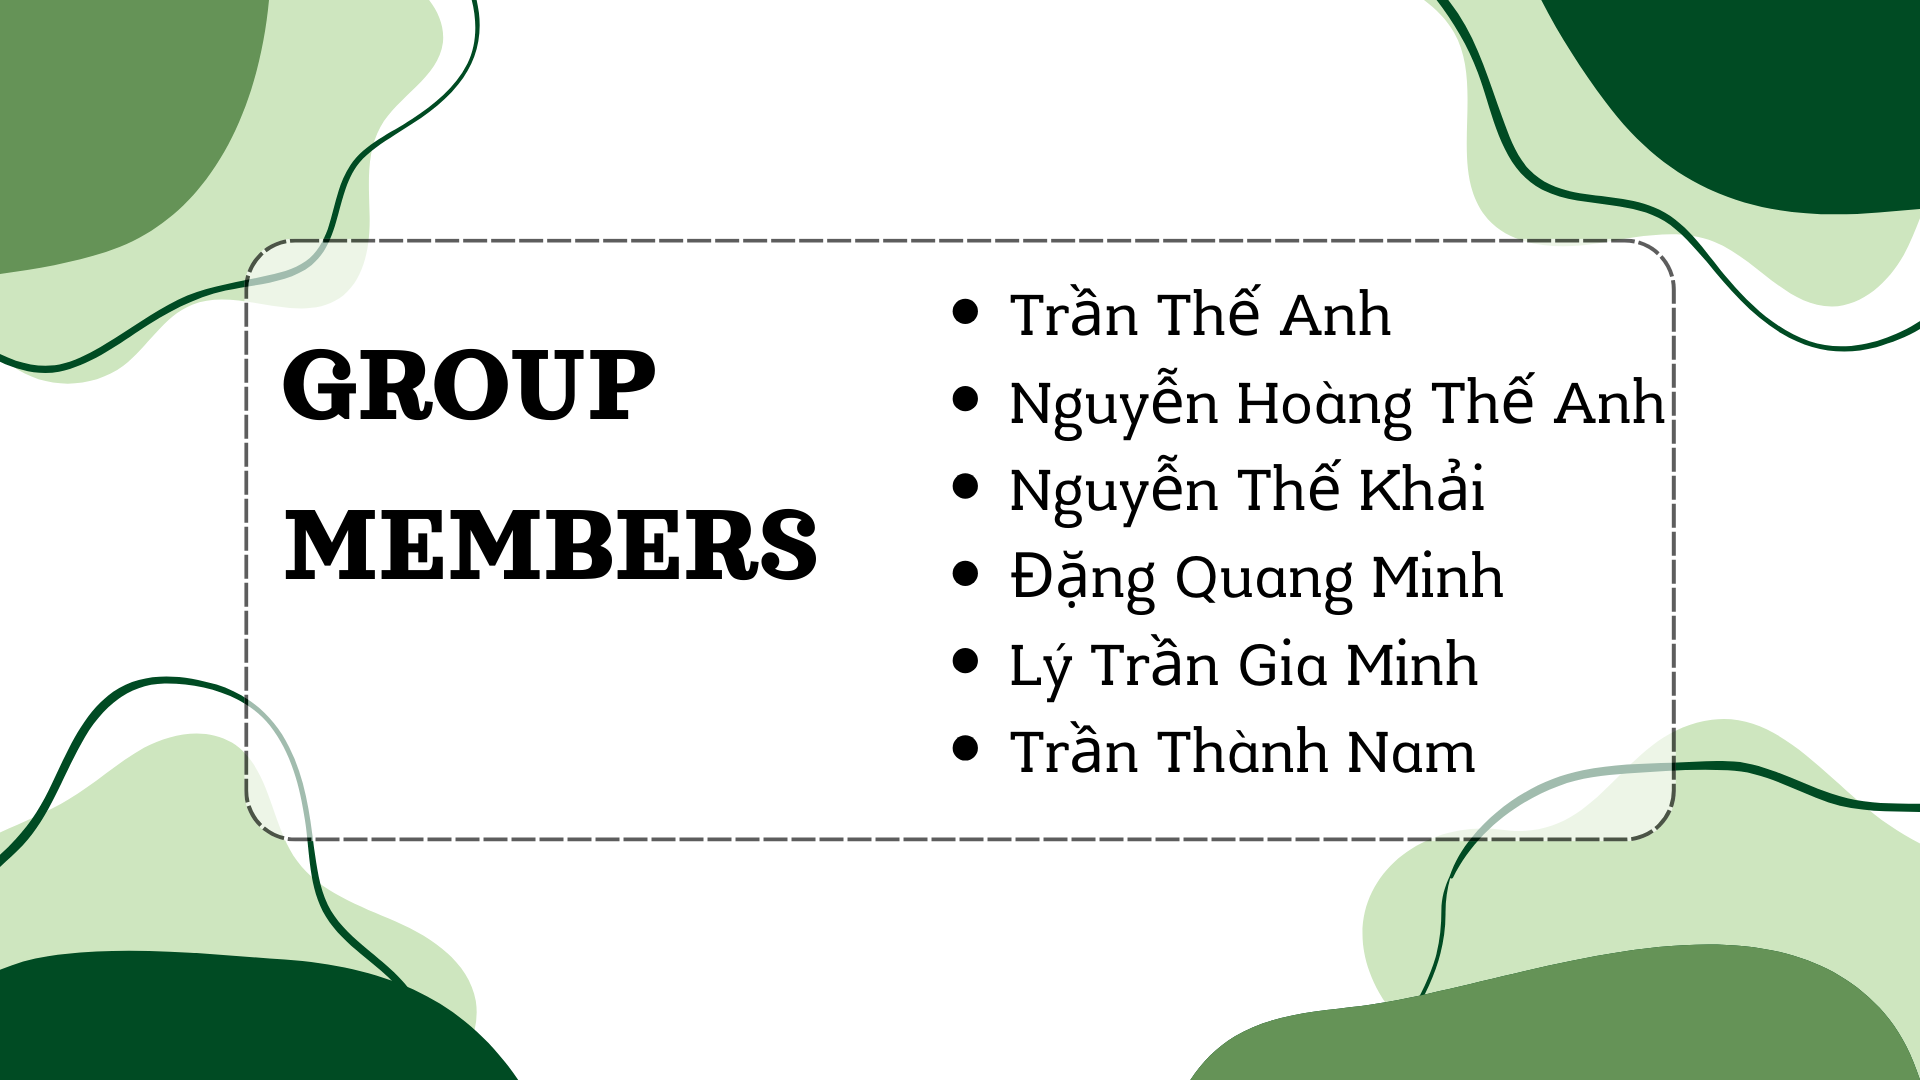 GROUP
MEMBERS
• Trần Thế Anh
• Nguyễn Hoàng Thế Anh
• Nguyễn Thế Khải
• Đặng Quang Minh
• Lý Trần Gia Minh
• Trần Thành Nam